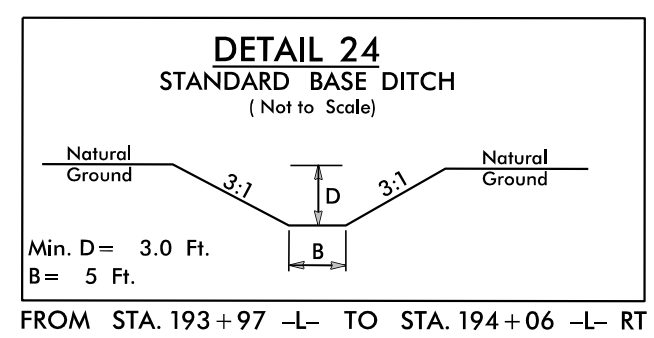 DETAIL 24
STANDARD BASE DITCH
( Not to Scale)
Natural
Ground
3:1
D
3:1
Natural
Ground
B
Min. D= 3.0 Ft.
B= 5 Ft.
FROM STA. 193+97 -L- TO STA. 194+06 -L- RT